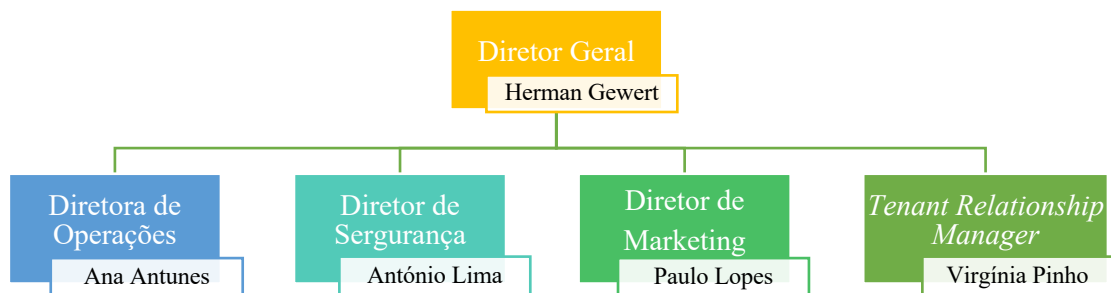 Diretor Geral
Herman Gewert
Diretora de
Operações
Ana Antunes
Diretor de
Sergurança
António Lima
Diretor de
Marketing
Paulo Lopes
Tenant Relationship
Manager
Virgínia Pinho